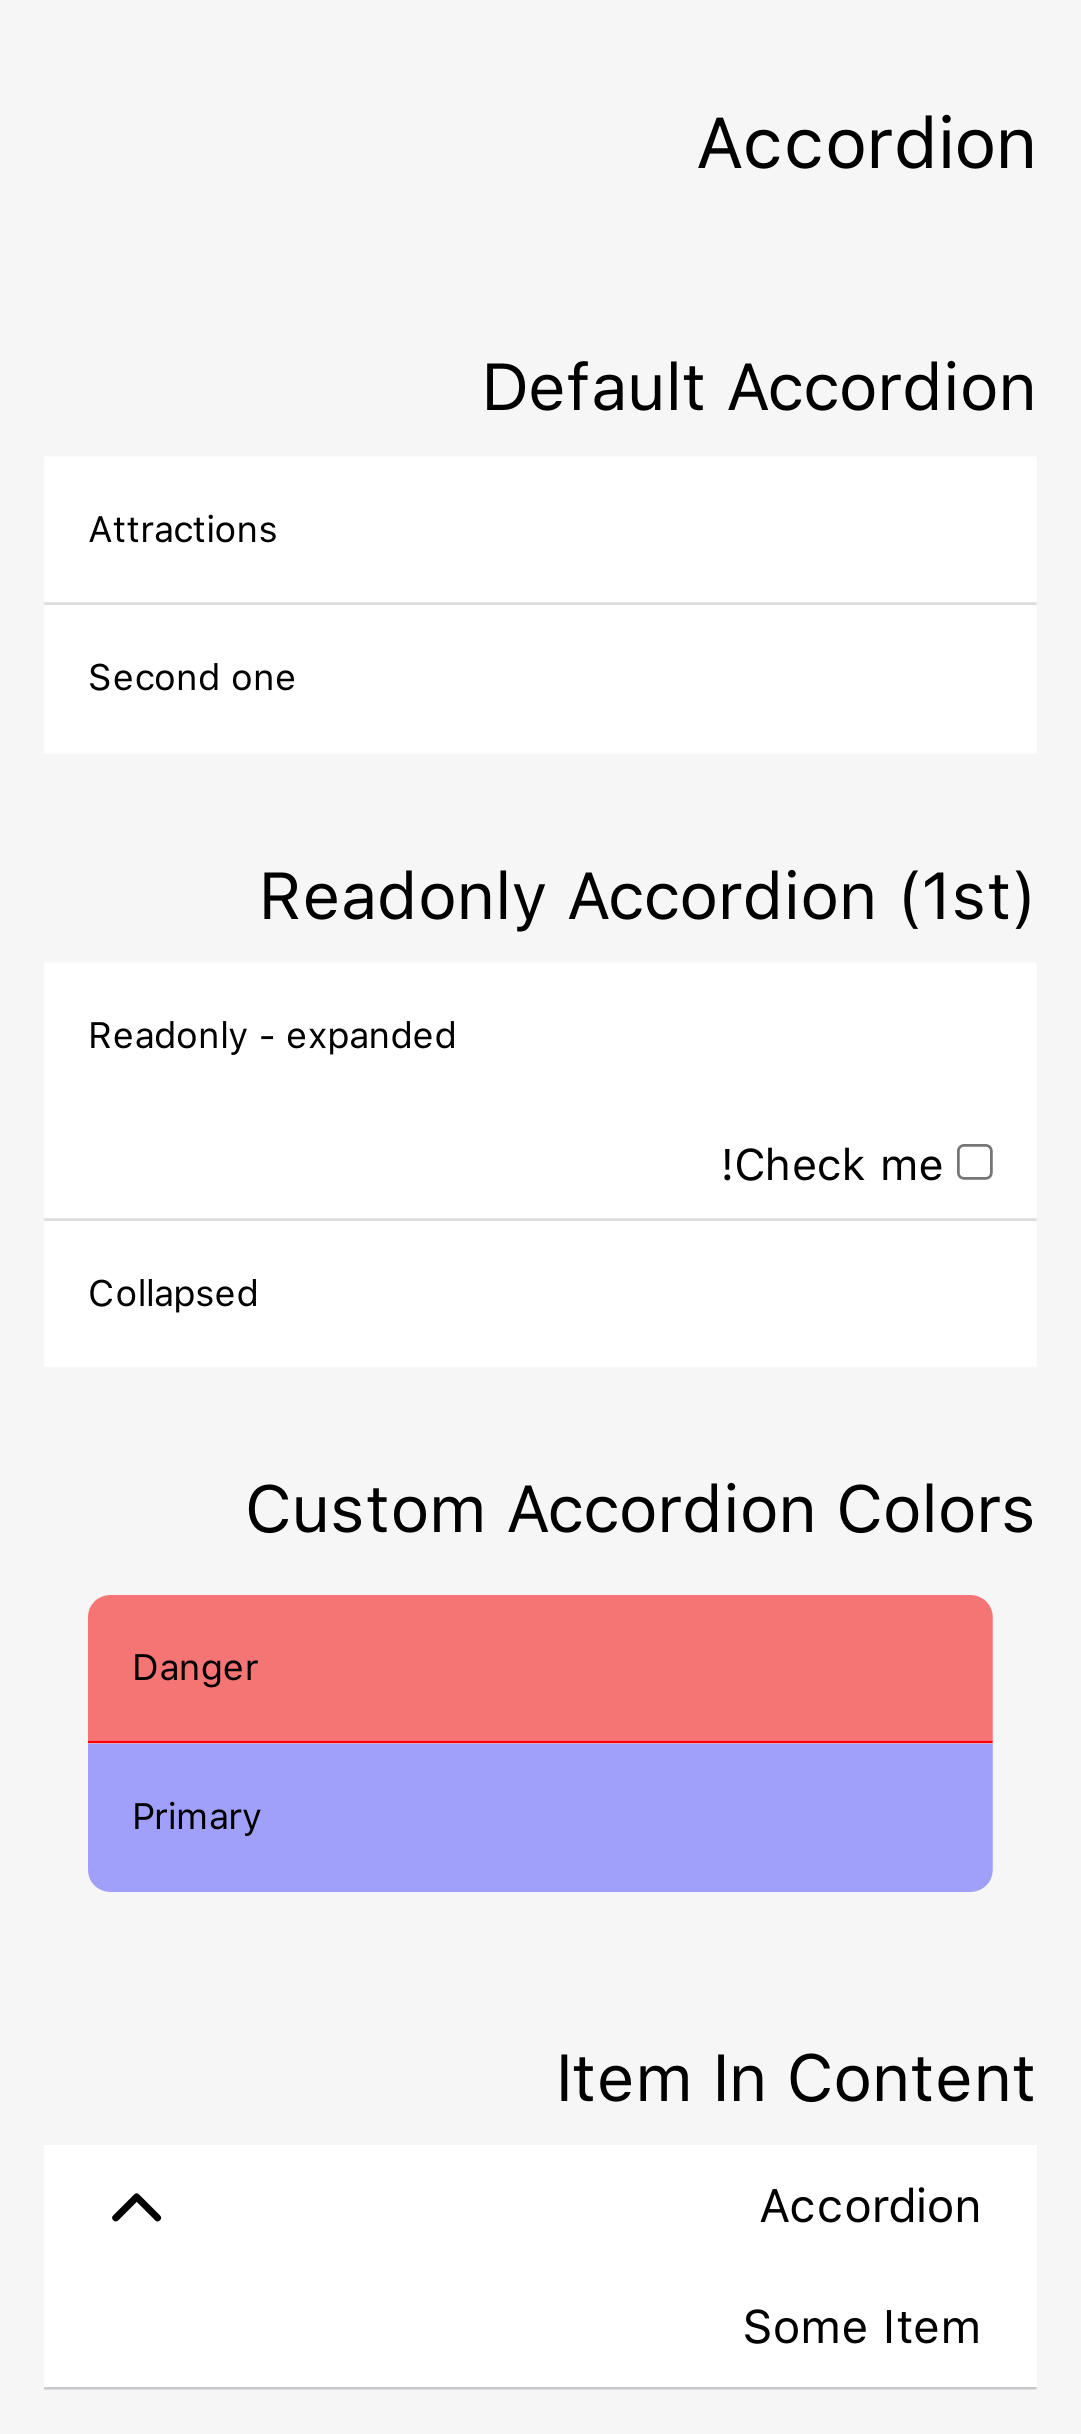 Accordion
Default Accordion
Attractions
Second one
Readonly Accordion (1st)
Readonly - expanded
!Check me
Collapsed
Custom Accordion Colors
Danger
Primary
Item In Content
Accordion
Some Item